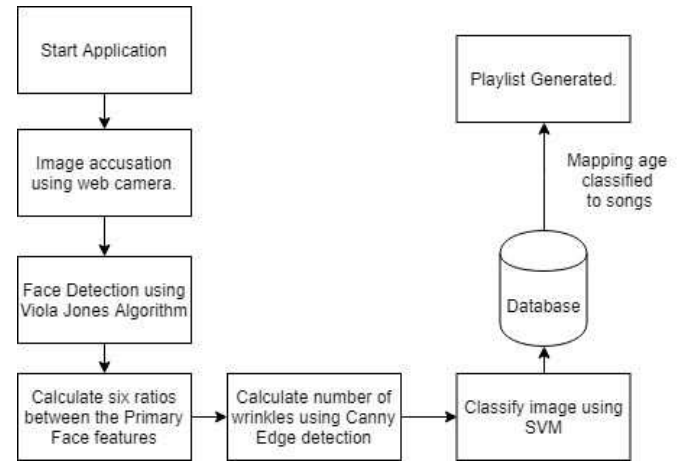 Start Application
Image accusation
using web camera.
Face Detection using
Viola Jones Algorithm
Calculate six ratios
between the Primary
Face features
Calculate number of
wrinkles using Canny
Edge detection
Classify image using
SVM
Database
Mapping age
classified
to songs
Playlist Generated.